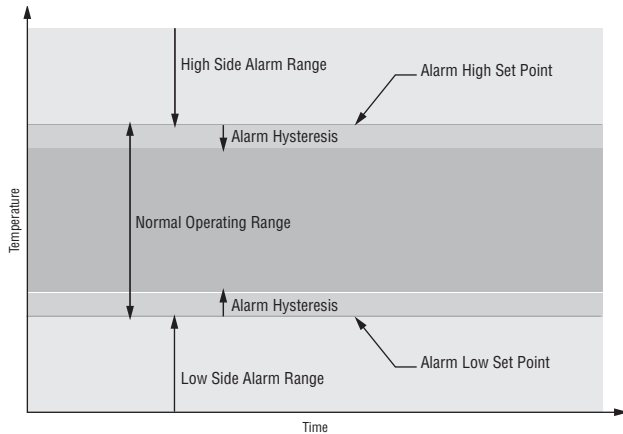 High Side Alarm Range
Alarm High Set Point
Alarm Hysteresis
Temperature
Normal Operating Range
Alarm Hysteresis
Alarm Low Set Point
Low Side Alarm Range
Time